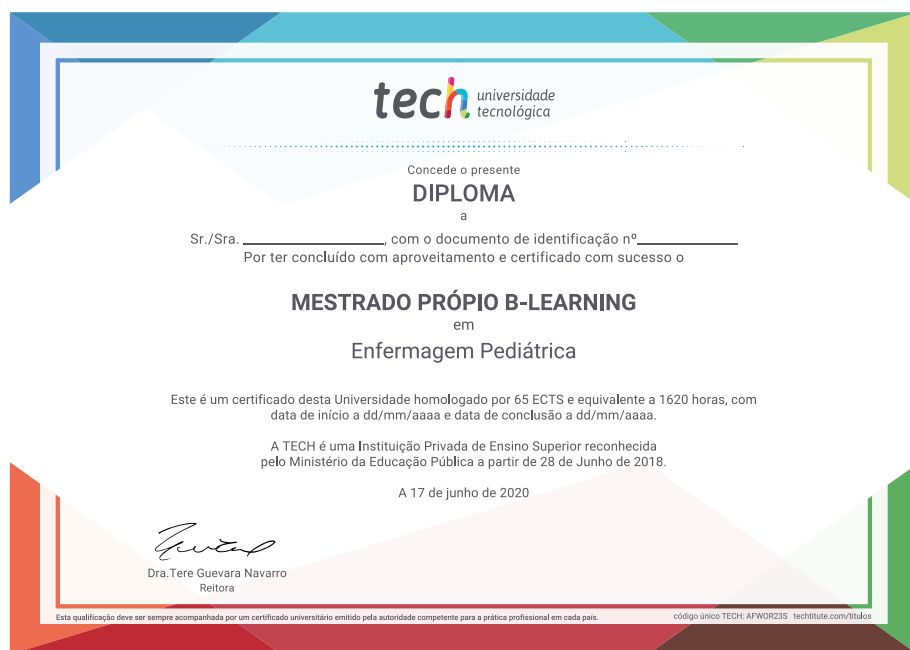 tech universidade
tecnológica
Concede o presente
DIPLOMA
a
Sr./Sra. ________________, com o documento de identificação nº____________
Por ter concluído com aproveitamento e certificado com sucesso o
MESTRADO PRÓPIO B-LEARNING
em
Enfermagem Pediátrica
Este é um certificado desta Universidade homologado por 65 ECTS e equivalente a 1620 horas, com
data de início a dd/mm/aaaa e data de conclusão a dd/mm/aaaa.
A TECH é uma Instituição Privada de Ensino Superior reconhecida
pelo Ministério da Educação Pública a partir de 28 de Junho de 2018.
A 17 de junho de 2020
Dra.Tere Guevara Navarro
Reitora
Esta qualificação deve ser sempre acompanhada por um certificado universitário emitido pela autoridade competente para a prática profissional em cada país.
código único TECH: AFWOR23S techtitute.com/titulos